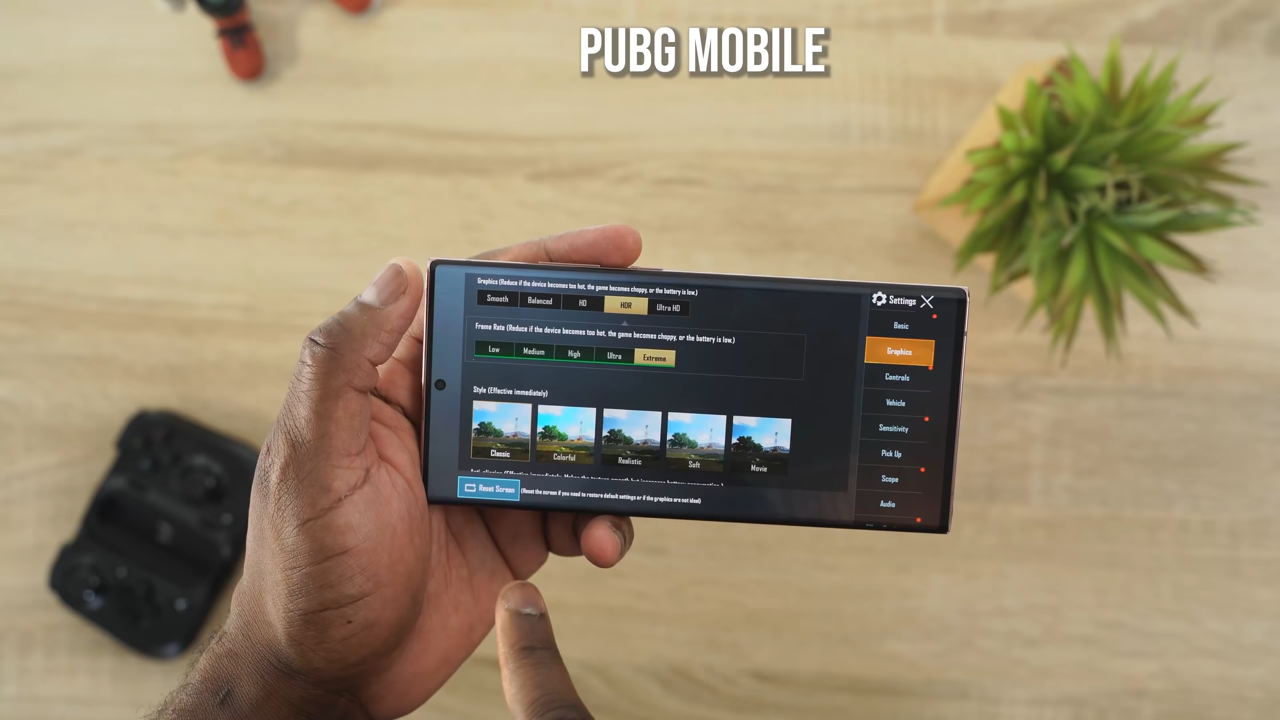 PUBG MOBILE
Graphics (Reduce if the device becomes too hot, the game becomes choppy, or the battery is low.)
Smooth Balanced HD HDR Ultra HD
Frame Rate (Reduce if the device becomes too hot, the game becomes choppy, or the battery is low.)
Low Medium High Ultra Extreme
Style (Effective immediately)
Classic Colorful Realistic Soft Movie
Reset Screen (Reset the screen if you need to restore default settings or if the graphics are not ideal)
Settings
Basic
Graphics
Controls
Vehicle
Sensitivity
Pick Up
Scope
Audio